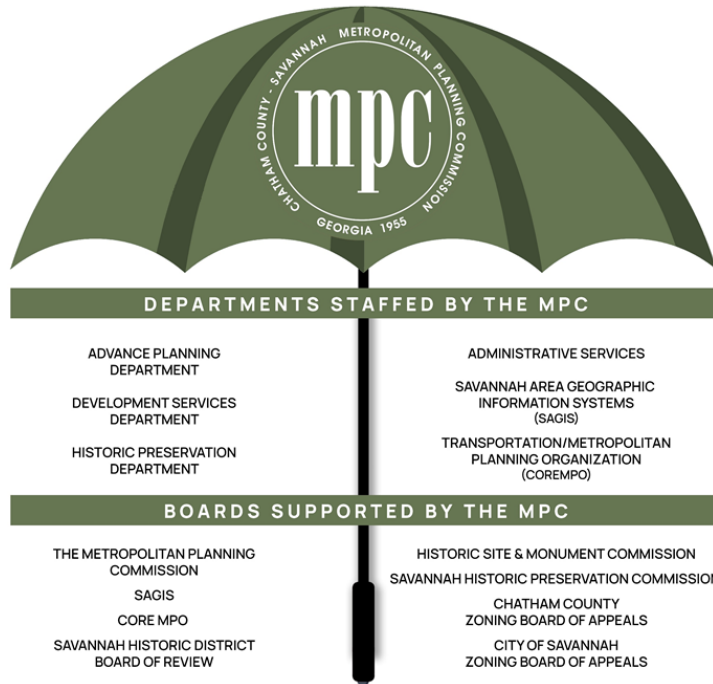 CHATHAM COUNTY - SAVANNAH METROPOLITAN PLANNING COMMISSION
mpc
GEORGIA 1955
DEPARTMENTS STAFFED BY THE MPC
ADVANCE PLANNING
DEPARTMENT
DEVELOPMENT SERVICES
DEPARTMENT
HISTORIC PRESERVATION
DEPARTMENT
ADMINISTRATIVE SERVICES
SAVANNAH AREA GEOGRAPHIC
INFORMATION SYSTEMS
(SAGIS)
TRANSPORTATION/METROPOLITAN
PLANNING ORGANIZATION
(COREMPO)
BOARDS SUPPORTED BY THE MPC
THE METROPOLITAN PLANNING
COMMISSION
SAGIS
CORE MPO
SAVANNAH HISTORIC DISTRICT
BOARD OF REVIEW
HISTORIC SITE & MONUMENT COMMISSION
SAVANNAH HISTORIC PRESERVATION COMMISSION
CHATHAM COUNTY
ZONING BOARD OF APPEALS
CITY OF SAVANNAH
ZONING BOARD OF APPEALS